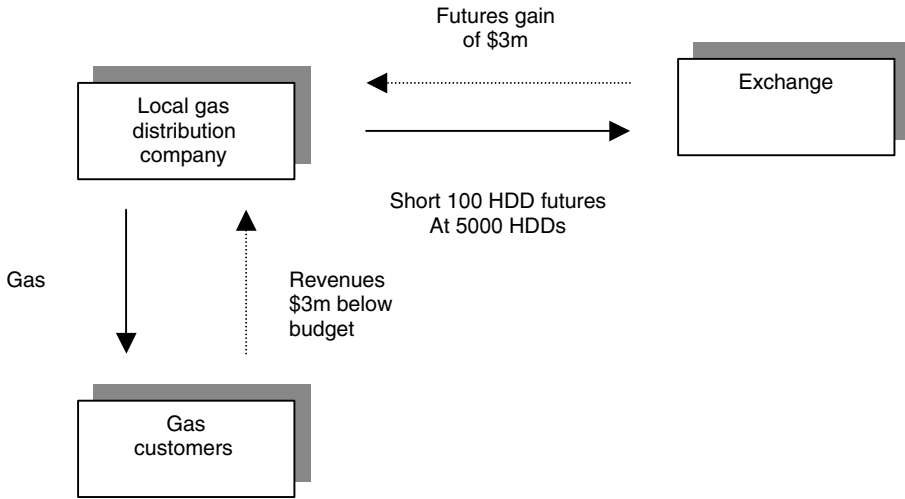 Futures gain
of $3m
Local gas
distribution
company
Exchange
Short 100 HDD futures
At 5000 HDDs
Gas
Revenues
$3m below
budget
Gas
customers